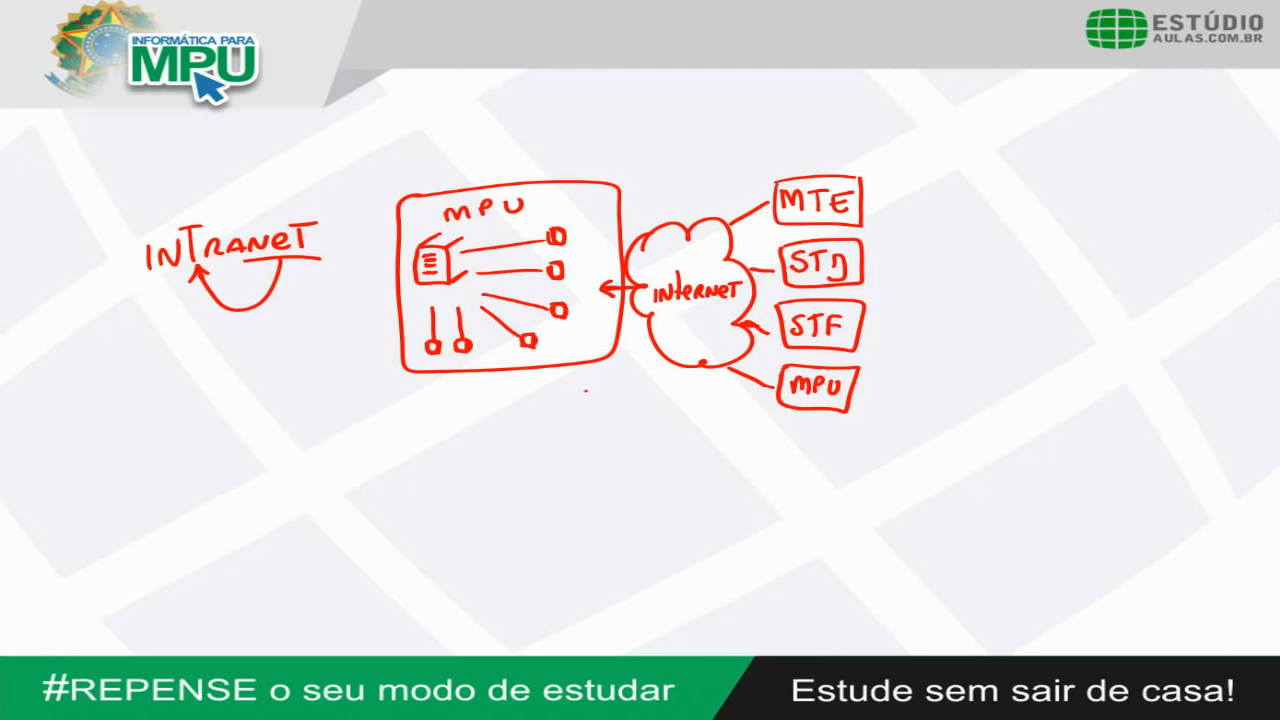 INFORMÁTICA PARA
MPU
ESTÚDIO
AULAS.COM.BR
INTRANET
MPU
INTERNET
MTE
STJ
STF
MPU
#REPENSE o seu modo de estudar
Estude sem sair de casa!